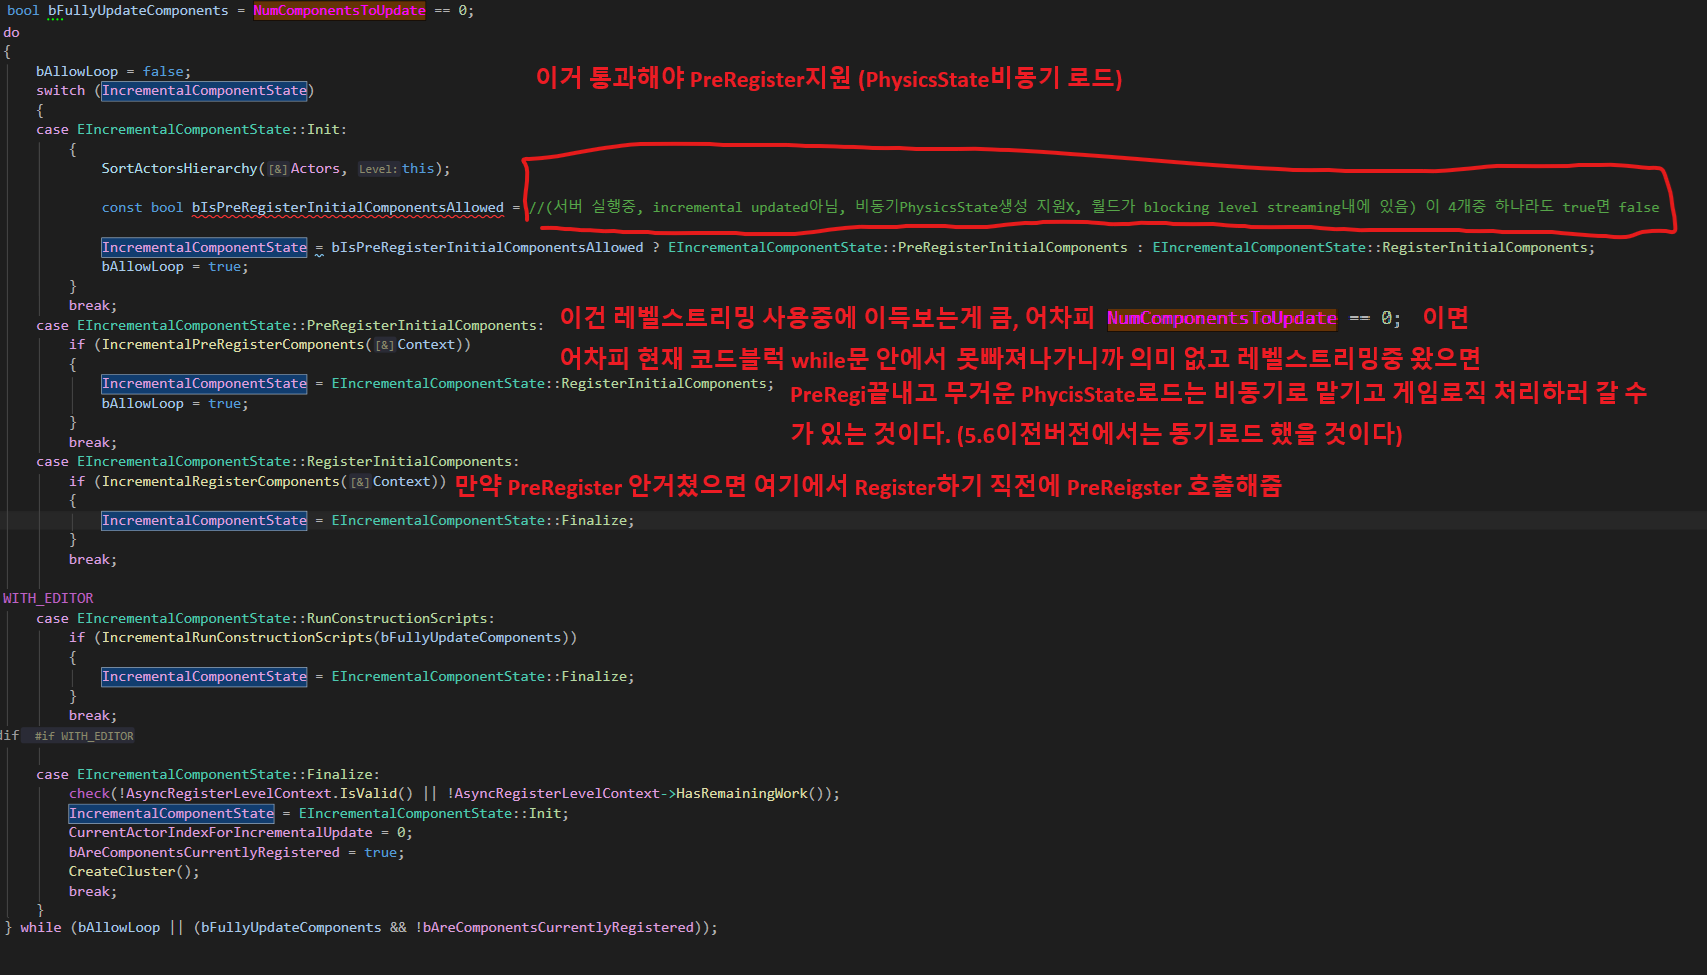 bool bFullyUpdateComponents = NumComponentsToUpdate == 0;
do
{
bAllowLoop = false;
이거 통과해야 PreRegister지원 (PhysicsState비동기 로드)
switch (IncrementalComponentState)
{
case EIncrementalComponentState::Init:
{
SortActorsHierarchy([&]Actors, Level:this);
const bool bIsPreRegisterInitialComponentsAllowed = //(서버 실행중, incremental updated아님, 비동기PhysicsState생성 지원X, 월드가 blocking level streaming내에 있음) 이 4개중 하나라도 true면 false
IncrementalComponentState = bIsPreRegisterInitialComponentsAllowed ? EIncrementalComponentState::PreRegisterInitialComponents : EIncrementalComponentState::RegisterInitialComponents;
bAllowLoop = true;
}
break;
case EIncrementalComponentState::PreRegisterInitialComponents:
이건 레벨스트리밍 사용중에 이득보는게 큼, 어차피 NumComponentsToUpdate == 0; 이면
if (IncrementalPreRegisterComponents([&]Context))
어차피 현재 코드블럭 while문 안에서 못빠져나가니까 의미 없고 레벨스트리밍중 왔으면
{
IncrementalComponentState = EIncrementalComponentState::RegisterInitialComponents;
PreRegi끝내고 무거운 PhycisState로드는 비동기로 맡기고 게임로직 처리하러 갈 수
bAllowLoop = true;
}
가 있는 것이다. (5.6이전버전에서는 동기로드 했을 것이다)
break;
case EIncrementalComponentState::RegisterInitialComponents:
if (IncrementalRegisterComponents([&]Context)) 만약 PreRegister 안거쳤으면 여기에서 Register하기 직전에 PreReigster 호출해줌
{
IncrementalComponentState = EIncrementalComponentState::Finalize;
}
break;
WITH_EDITOR
case EIncrementalComponentState::RunConstructionScripts:
if (IncrementalRunConstructionScripts(bFullyUpdateComponents))
{
IncrementalComponentState = EIncrementalComponentState::Finalize;
}
break;
dif #if WITH_EDITOR
case EIncrementalComponentState::Finalize:
check(!AsyncRegisterLevelContext.IsValid() || !AsyncRegisterLevelContext->HasRemainingWork());
IncrementalComponentState = EIncrementalComponentState::Init;
CurrentActorIndexForIncrementalUpdate = 0;
bAreComponentsCurrentlyRegistered = true;
CreateCluster();
break;
}
} while (bAllowLoop || (bFullyUpdateComponents && !bAreComponentsCurrentlyRegistered));